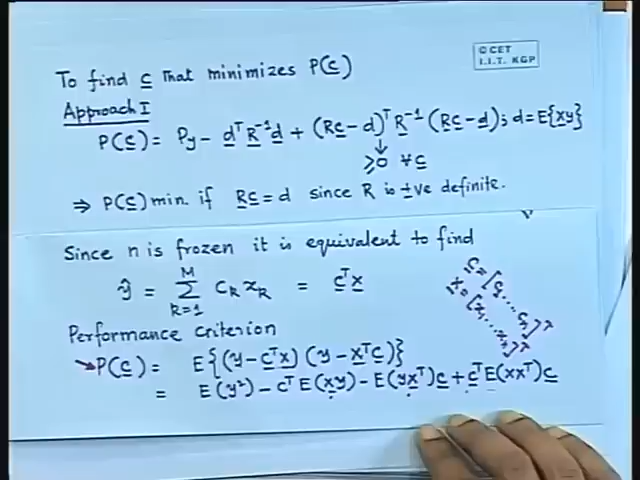 © CET
I.I.T. KGP
To find c that minimizes P(c)
Approach I
P(c) = Py - dᵀR⁻¹d + (Rc-d)ᵀ R⁻¹ (Rc-d); d = E{xy}
↓
≥0 ∀c
⇒ P(c) min. if Rc = d since R is +ve definite.
Since n is frozen it is equivalent to find
ŷ = Σ_{k=1}^{M} c_k x_k = cᵀx
c = [c₁ ... c_M]ᵀ
x = [x₁ ... x_M]ᵀ
Performance criterion
→ P(c) = E{(y - cᵀx) (y - xᵀc)}
= E(y²) - cᵀ E(xy) - E(yxᵀ)c + cᵀE(xxᵀ)c